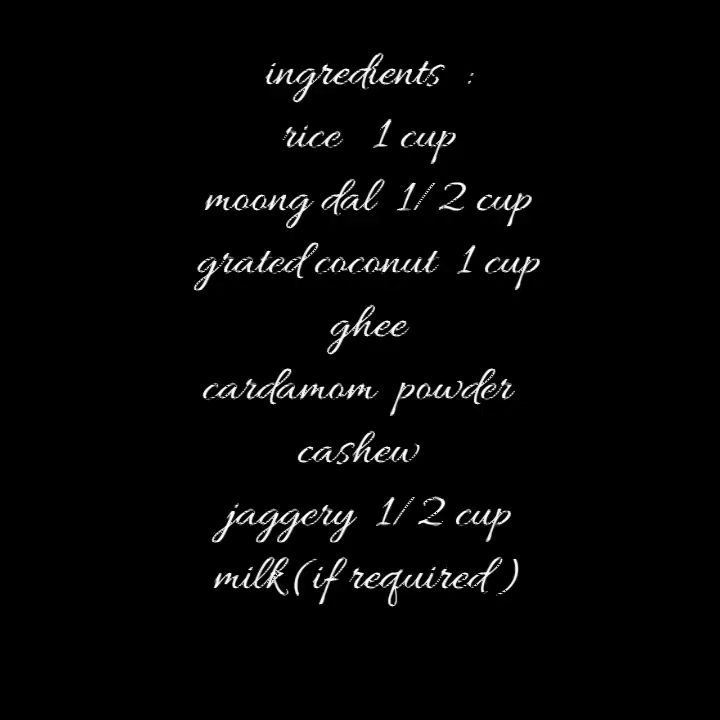 ingredients :
rice 1 cup
moong dal 1/2 cup
grated coconut 1 cup
ghee
cardamom powder
cashew
jaggery 1/2 cup
milk (if required)